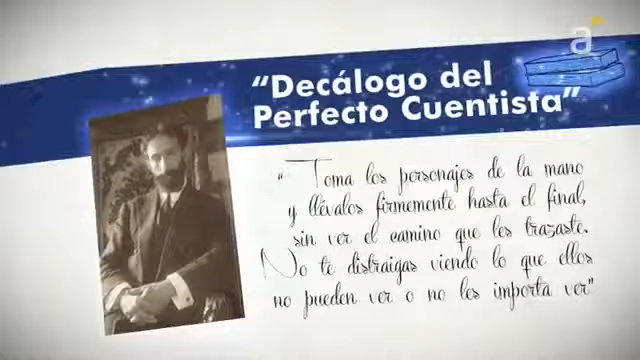 a
“Decálogo del
Perfecto Cuentista”
“Toma los personajes de la mano
y llévalos firmemente hasta el final,
sin ver el camino que les trazaste.
No te distraigas viendo lo que ellos
no pueden ver o no les importa ver”